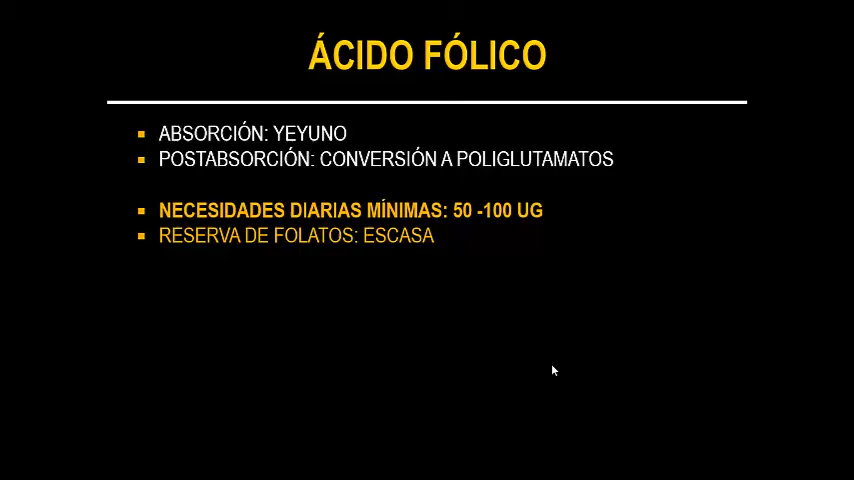 ÁCIDO FÓLICO
ABSORCIÓN: YEYUNO
POSTABSORCIÓN: CONVERSIÓN A POLIGLUTAMATOS
NECESIDADES DIARIAS MÍNIMAS: 50 -100 UG
RESERVA DE FOLATOS: ESCASA